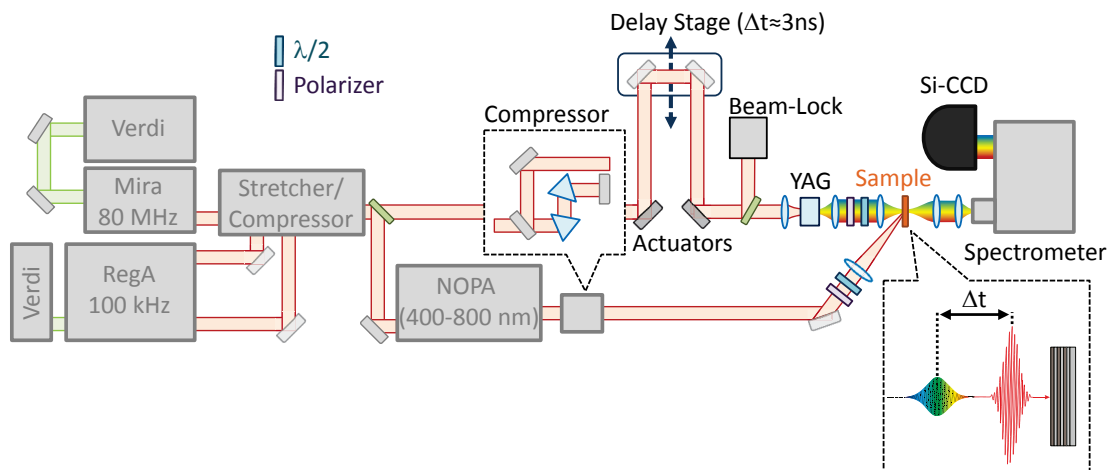 Delay Stage (Δt≈3ns)
λ/2
Polarizer
Compressor
Beam-Lock
Si-CCD
Verdi
Mira
80 MHz
Stretcher/
Compressor
YAG
Sample
Actuators
Spectrometer
Verdi
RegA
100 kHz
NOPA
(400-800 nm)
Δt